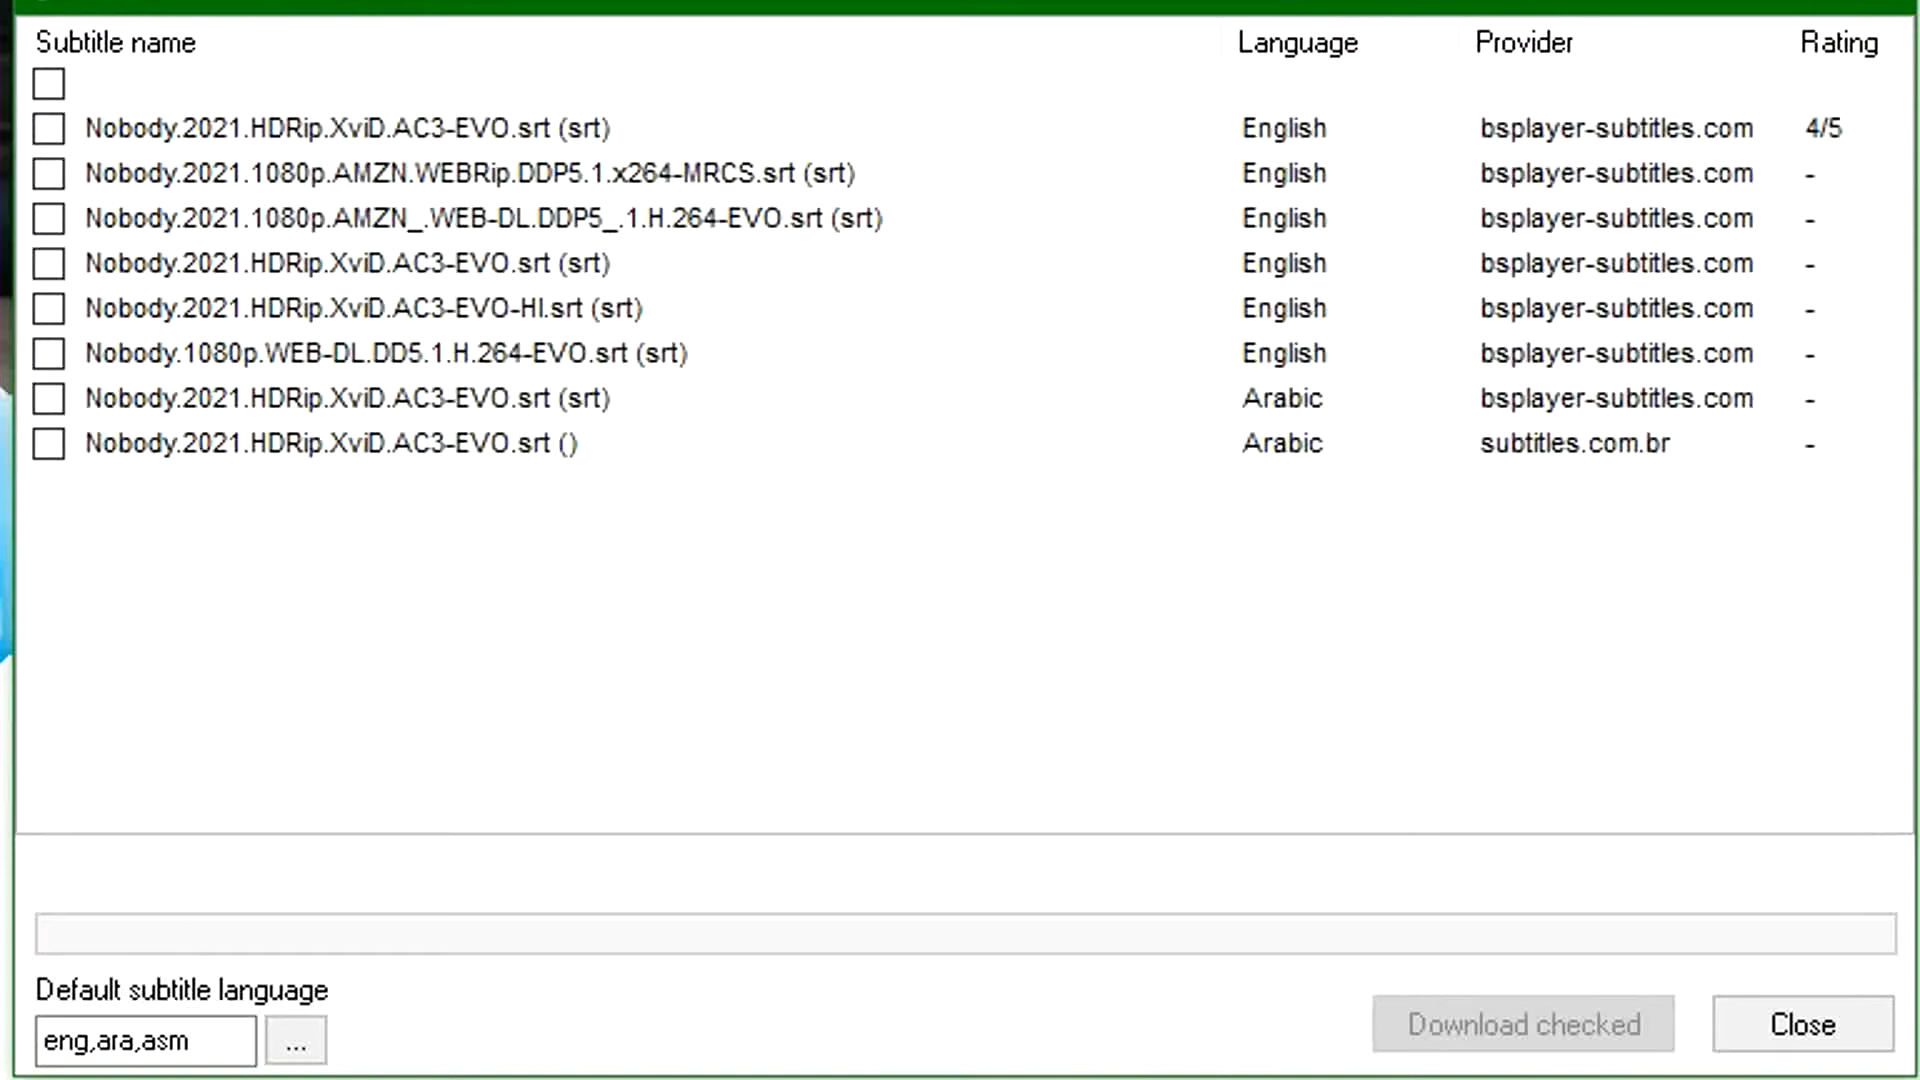 Subtitle name Language Provider Rating
Nobody.2021.HDRip.XviD.AC3-EVO.srt (srt) English bsplayer-subtitles.com 4/5
Nobody.2021.1080p.AMZN.WEBRip.DDP5.1.x264-MRCS.srt (srt) English bsplayer-subtitles.com -
Nobody.2021.1080p.AMZN_.WEB-DL.DDP5_.1.H.264-EVO.srt (srt) English bsplayer-subtitles.com -
Nobody.2021.HDRip.XviD.AC3-EVO.srt (srt) English bsplayer-subtitles.com -
Nobody.2021.HDRip.XviD.AC3-EVO-HI.srt (srt) English bsplayer-subtitles.com -
Nobody.1080p.WEB-DL.DD5.1.H.264-EVO.srt (srt) English bsplayer-subtitles.com -
Nobody.2021.HDRip.XviD.AC3-EVO.srt (srt) Arabic bsplayer-subtitles.com -
Nobody.2021.HDRip.XviD.AC3-EVO.srt () Arabic subtitles.com.br -
Default subtitle language
eng,ara,asm ... Download checked Close